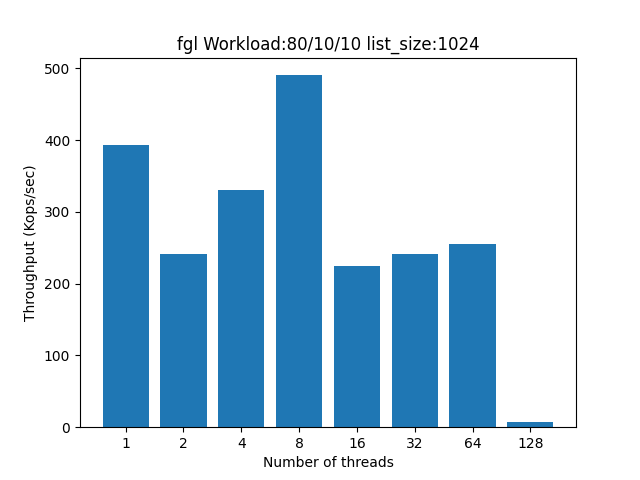 fgl Workload:80/10/10 list_size:1024
Throughput (Kops/sec)
500
400
300
200
100
0
1 2 4 8 16 32 64 128
Number of threads